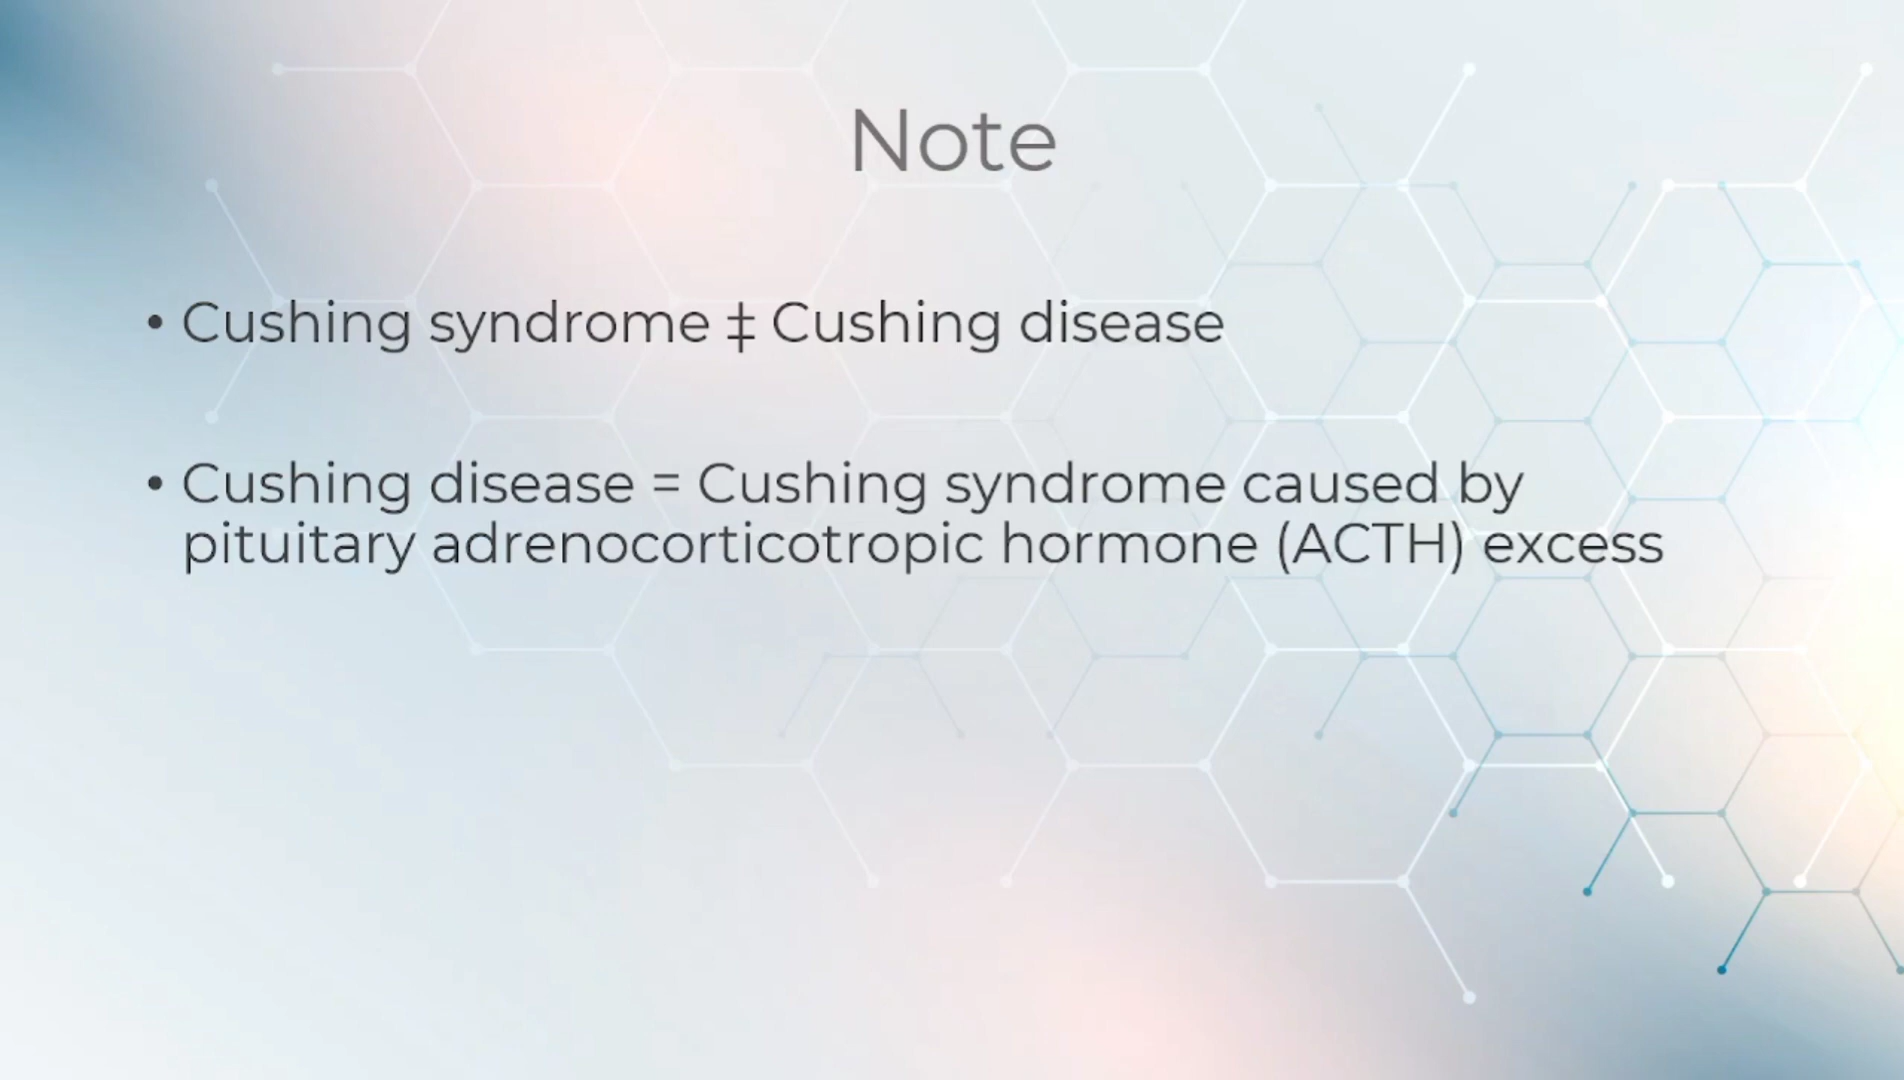 Note
• Cushing syndrome ‡ Cushing disease
• Cushing disease = Cushing syndrome caused by
pituitary adrenocorticotropic hormone (ACTH) excess